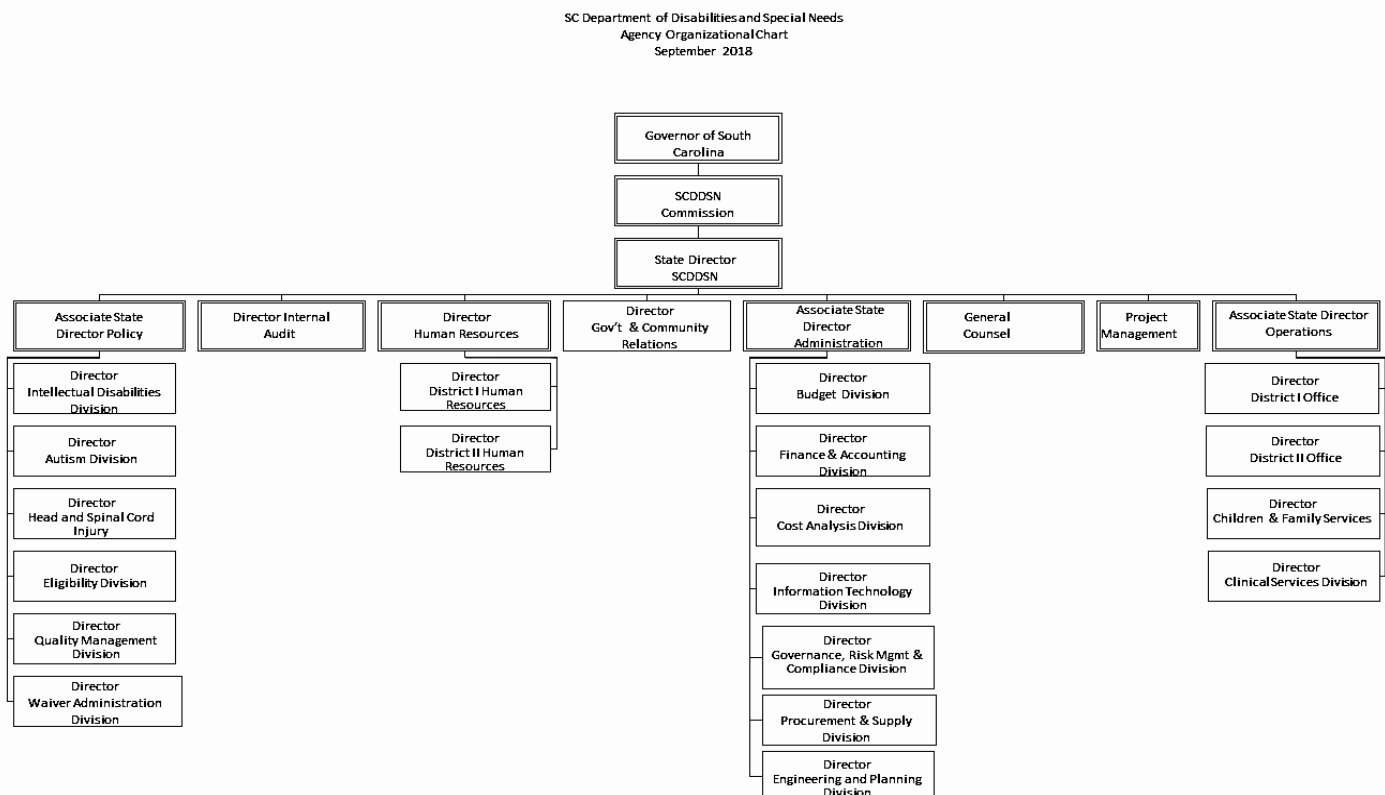 SC Department of Disabilities and Special Needs
Agency Organizational Chart
September 2018
Governor of South
Carolina
SCDDSN
Commission
State Director
SCDDSN
Associate State
Director Policy
Director Internal
Audit
Director
Human Resources
Director
Gov't & Community
Relations
Associate State
Director
Administration
General
Counsel
Project
Management
Associate State Director
Operations
Director
Intellectual Disabilities
Division
Director
Autism Division
Director
Head and Spinal Cord
Injury
Director
Eligibility Division
Director
Quality Management
Division
Director
Waiver Administration
Division
Director
District I Human
Resources
Director
District II Human
Resources
Director
Budget Division
Director
Finance & Accounting
Division
Director
Cost Analysis Division
Director
Information Technology
Division
Director
Governance, Risk Mgmt &
Compliance Division
Director
Procurement & Supply
Division
Director
Engineering and Planning
Division
Director
District I Office
Director
District II Office
Director
Children & Family Services
Director
Clinical Services Division